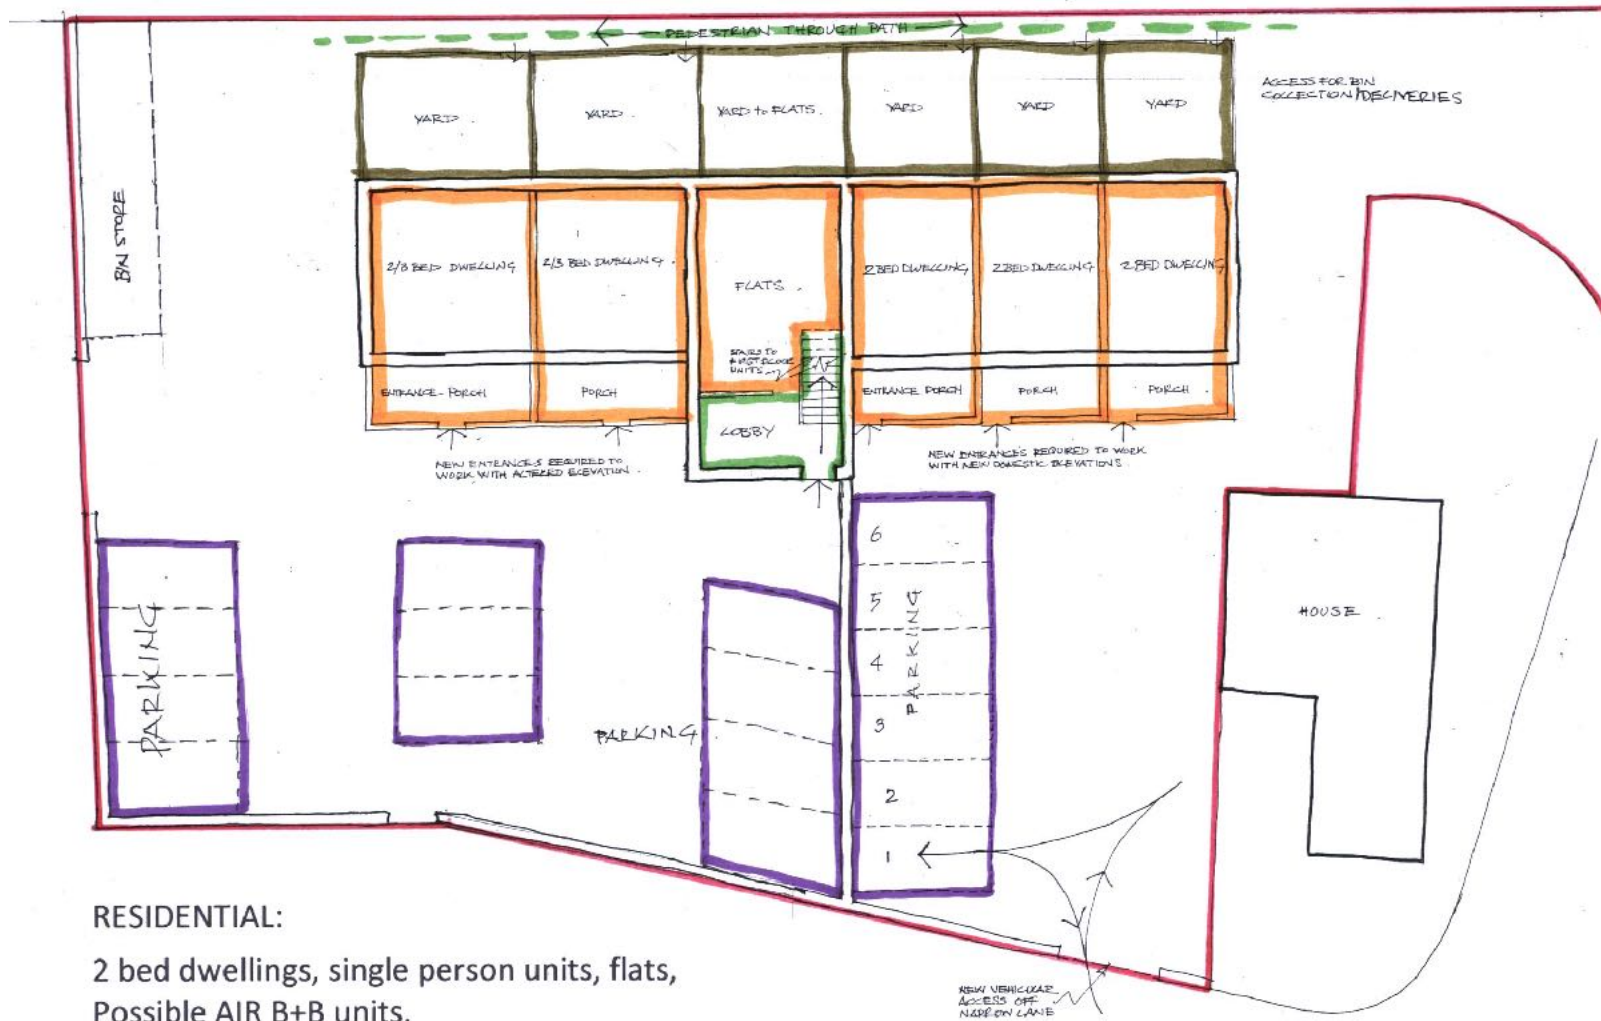 PEDESTRIAN THROUGH PATH
ACCESS FOR BIN
COLLECTION/DELIVERIES
YARD.
YARD.
YARD to FLATS.
YARD
YARD
YARD
BIN STORE
2/3 BED DWELLING
2/3 BED DWELLING.
FLATS.
2 BED DWELLING
2 BED DWELLING
2 BED DWELLING
STAIRS TO
FIRST FLOOR
UNITS
ENTRANCE PORCH
PORCH
ENTRANCE PORCH
PORCH
PORCH
LOBBY
NEW ENTRANCES REQUIRED TO
WORK WITH ALTERED ELEVATION.
NEW ENTRANCES REQUIRED TO WORK
WITH NEW DOMESTIC ELEVATIONS.
PARKING
PARKING
6
5
4
3
2
1
PARKING
HOUSE
RESIDENTIAL:
2 bed dwellings, single person units, flats,
Possible AIR B+B units.
NEW VEHICULAR
ACCESS OFF
NARROW LANE